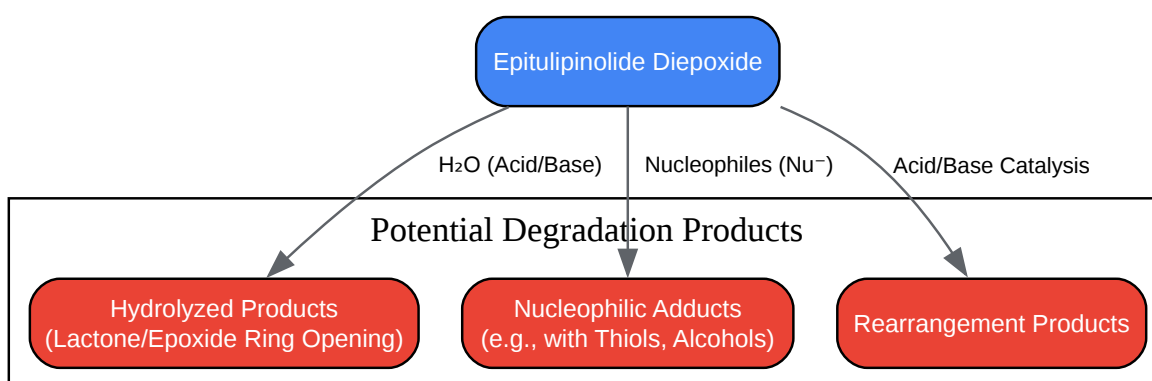 Epitulipinolide Diepoxide
H₂O (Acid/Base)
Nucleophiles (Nu⁻)
Acid/Base Catalysis
Potential Degradation Products
Hydrolyzed Products
(Lactone/Epoxide Ring Opening)
Nucleophilic Adducts
(e.g., with Thiols, Alcohols)
Rearrangement Products